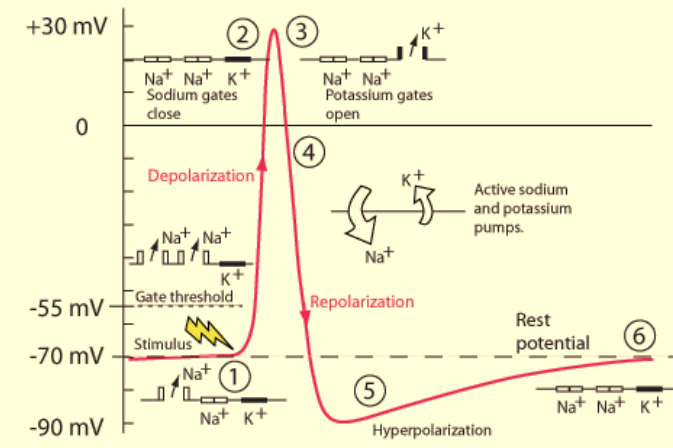 +30 mV
2
3
K+
Na+ Na+ K+
Sodium gates
close
Na+ Na+
Potassium gates
open
0
4
Depolarization
K+
Na+
Active sodium
and potassium
pumps.
Na+ Na+
K+
Gate threshold
-55 mV
Repolarization
Stimulus
-70 mV
Rest
potential
6
1
Na+
Na+ K+
5
Na+ Na+ K+
-90 mV
Hyperpolarization